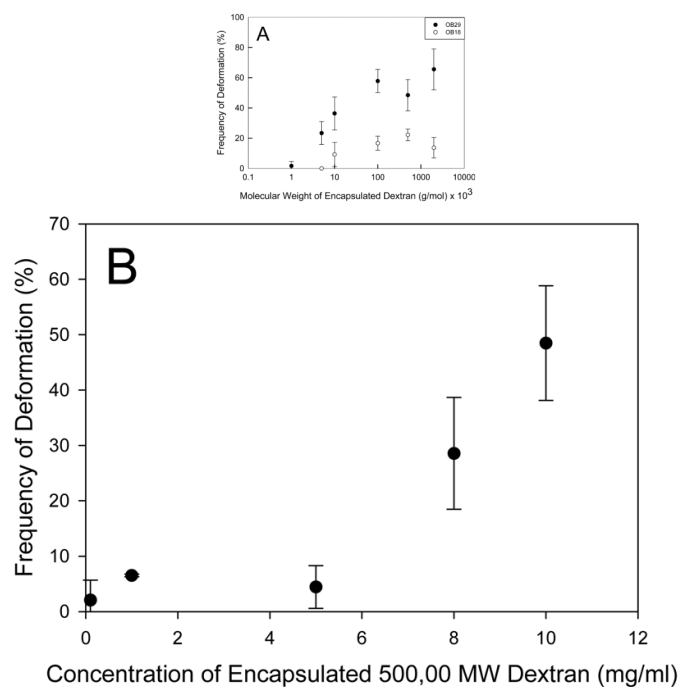 A
OB29
OB18
100
80
60
40
20
0
Frequency of Deformation (%)
0.1 1 10 100 1000 10000
Molecular Weight of Encapsulated Dextran (g/mol) x 10^3
B
70
60
50
40
30
20
10
0
Frequency of Deformation (%)
0 2 4 6 8 10 12
Concentration of Encapsulated 500,00 MW Dextran (mg/ml)